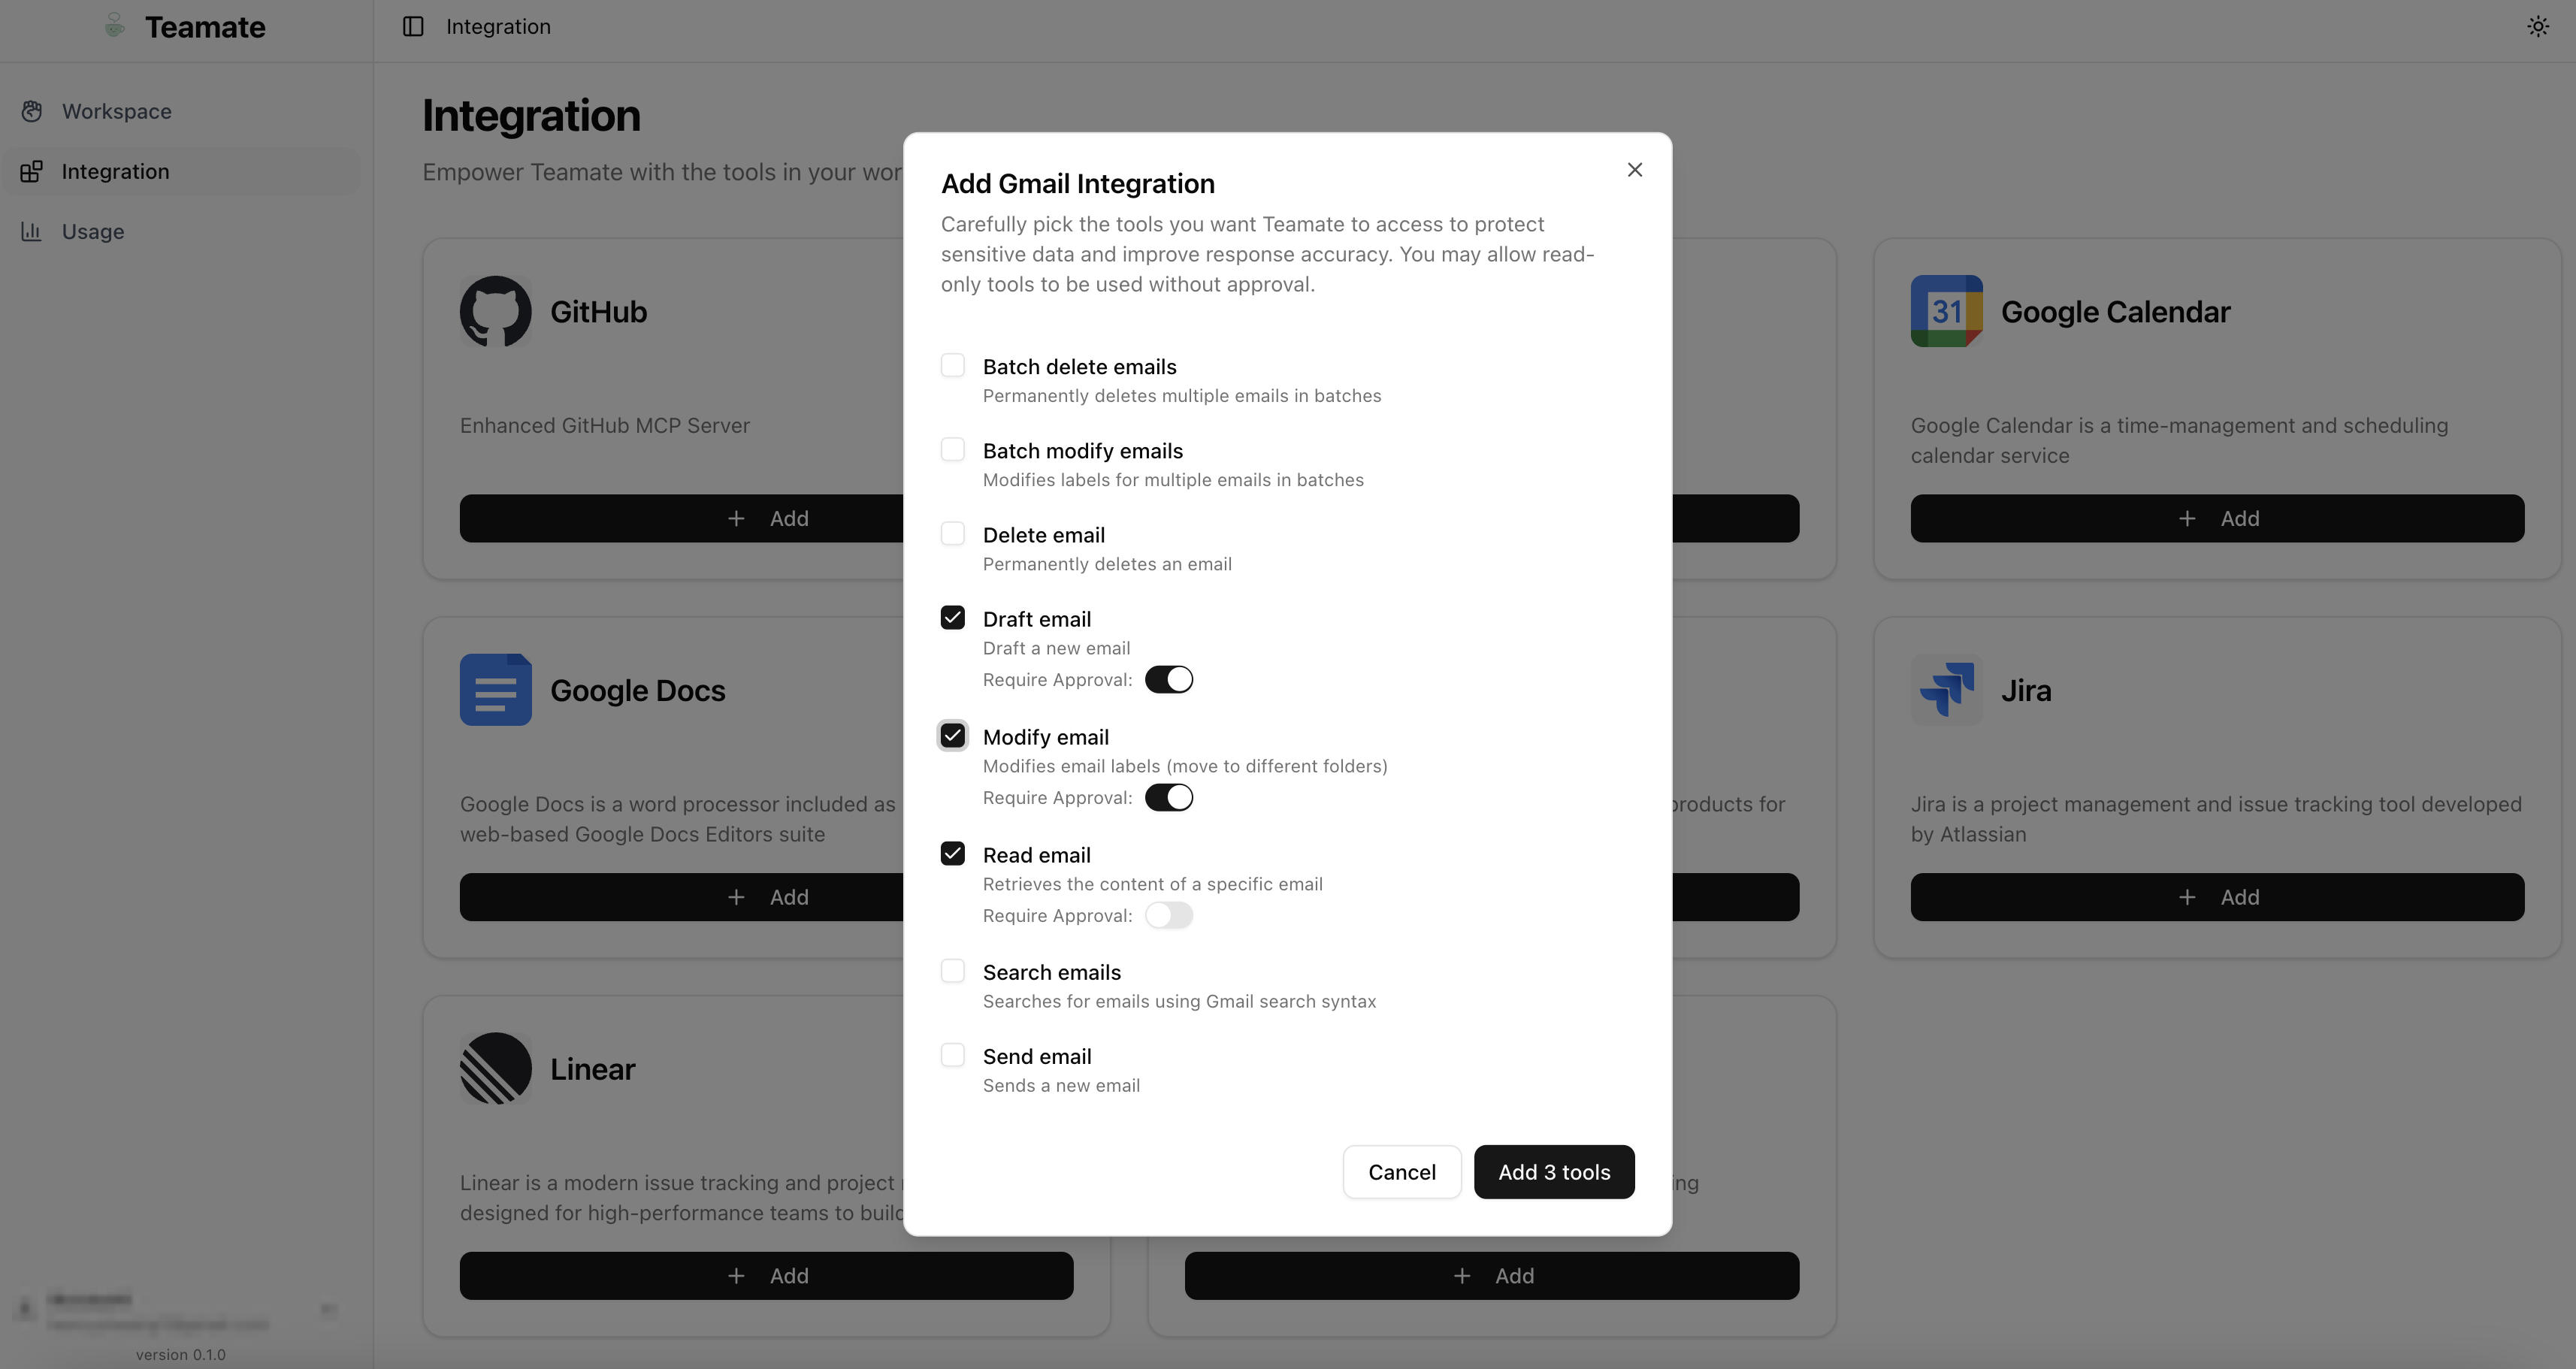 Teamate
Integration
Workspace
Integration
Usage
Integration
Empower Teamate with the tools in your
GitHub
Enhanced GitHub MCP Server
+ Add
31
Google Calendar
Google Calendar is a time-management and scheduling
calendar service
+ Add
Google Docs
Google Docs is a word processor included as
web-based Google Docs Editors suite
+ Add
products for
Jira
Jira is a project management and issue tracking tool developed
by Atlassian
+ Add
Linear
Linear is a modern issue tracking and project
designed for high-performance teams to build
+ Add
+ Add
Add Gmail Integration
Carefully pick the tools you want Teamate to access to protect
sensitive data and improve response accuracy. You may allow read-
only tools to be used without approval.
Batch delete emails
Permanently deletes multiple emails in batches
Batch modify emails
Modifies labels for multiple emails in batches
Delete email
Permanently deletes an email
Draft email
Draft a new email
Require Approval:
Modify email
Modifies email labels (move to different folders)
Require Approval:
Read email
Retrieves the content of a specific email
Require Approval:
Search emails
Searches for emails using Gmail search syntax
Send email
Sends a new email
Cancel
Add 3 tools
version 0.1.0